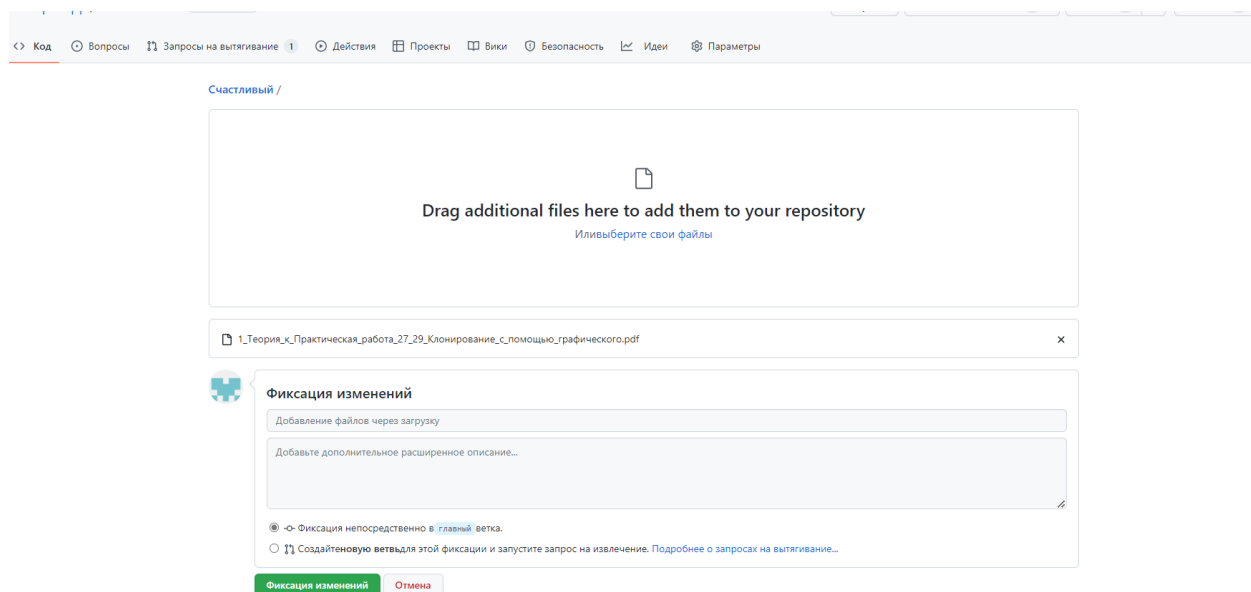 Код Вопросы Запросы на вытягивание 1 Действия Проекты Вики Безопасность Идеи Параметры
Счастливый /
Drag additional files here to add them to your repository
Иливыберите свои файлы
1_Теория_к_Практическая_работа_27_29_Клонирование_с_помощью_графического.pdf
Фиксация изменений
Добавление файлов через загрузку
Добавьте дополнительное расширенное описание...
Фиксация непосредственно в главный ветка.
Создайтеновую ветвьдля этой фиксации и запустите запрос на извлечение. Подробнее о запросах на вытягивание...
Фиксация изменений Отмена